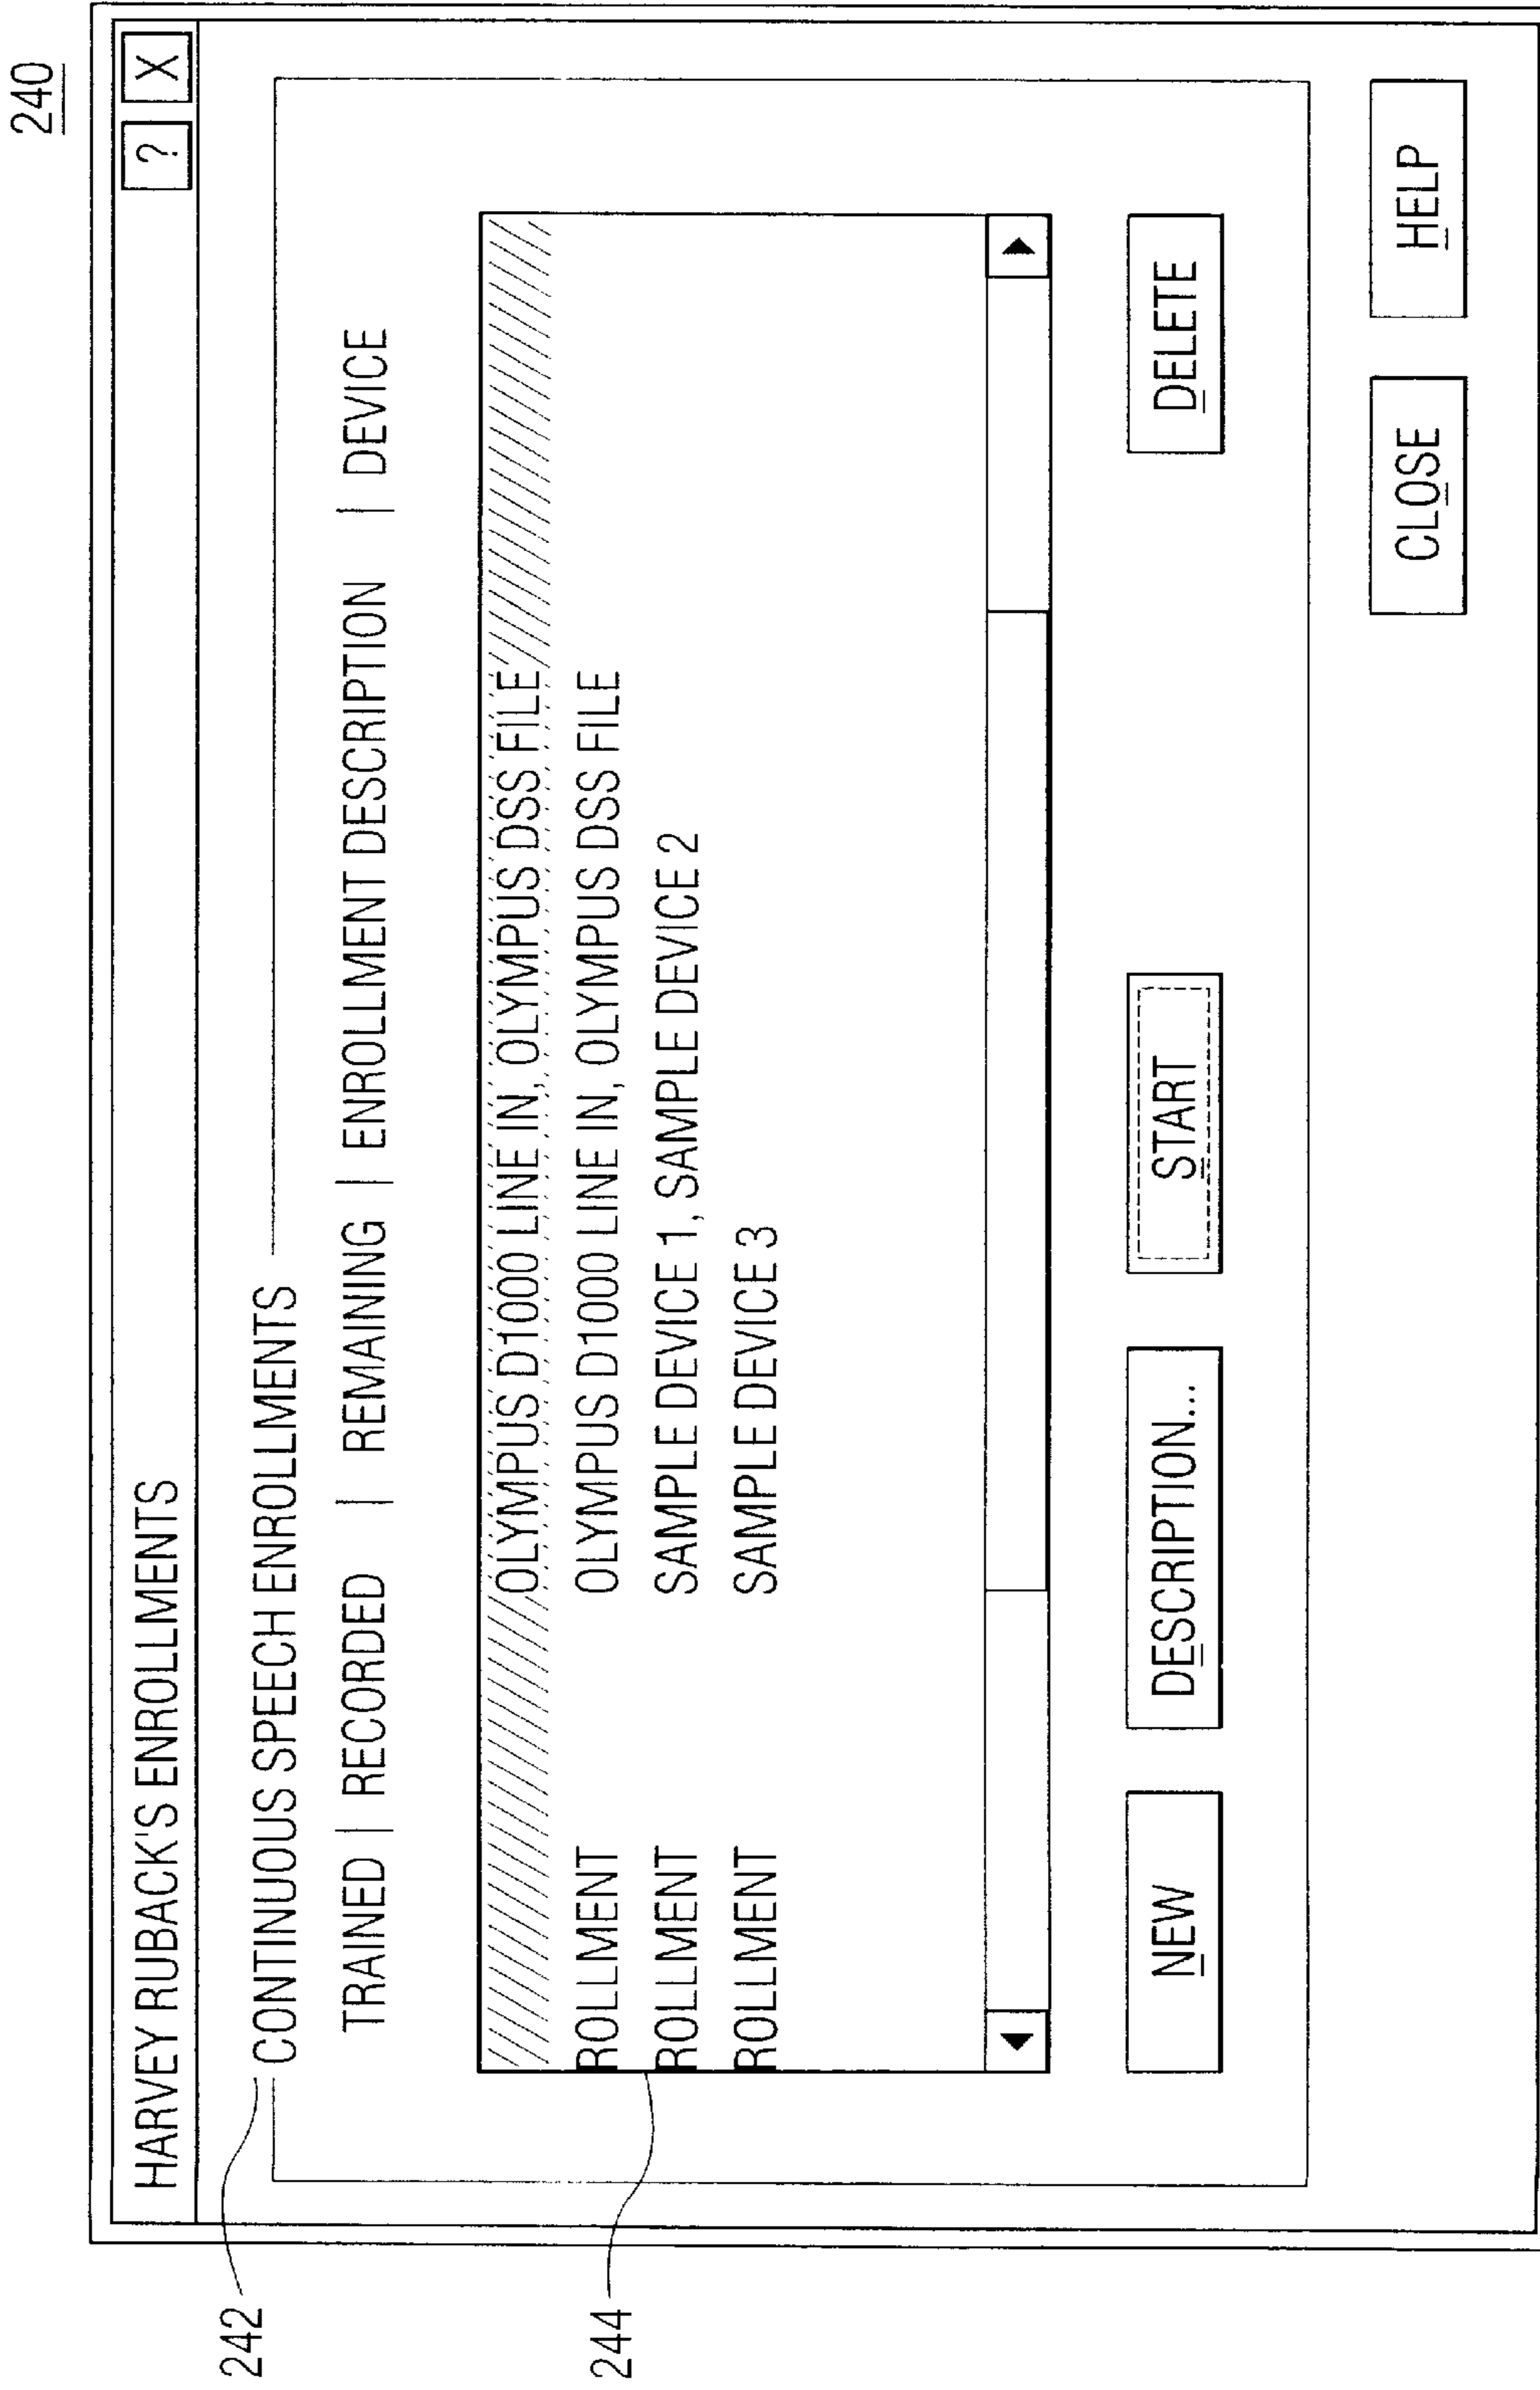 240
HARVEY RUBACK'S ENROLLMENTS ? X
242
CONTINUOUS SPEECH ENROLLMENTS
TRAINED | RECORDED | REMAINING | ENROLLMENT DESCRIPTION | DEVICE
OLYMPUS D1000 LINE IN, OLYMPUS DSS FILE
ROLLMENT OLYMPUS D1000 LINE IN, OLYMPUS DSS FILE
244
ROLLMENT SAMPLE DEVICE 1, SAMPLE DEVICE 2
ROLLMENT SAMPLE DEVICE 3
NEW DESCRIPTION... START DELETE
CLOSE HELP